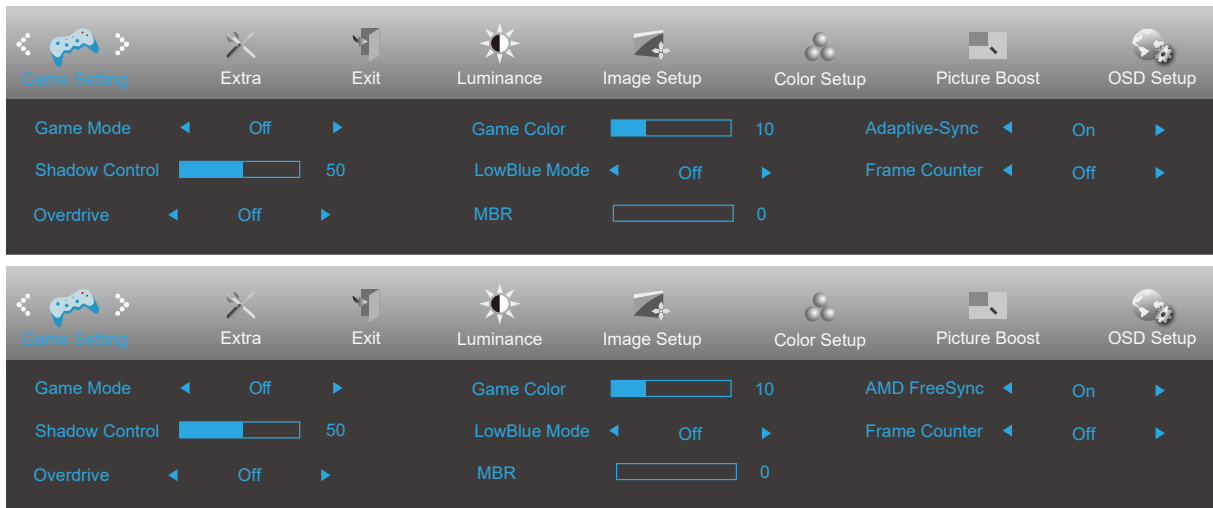 Game Setting Extra Exit Luminance Image Setup Color Setup Picture Boost OSD Setup
Game Mode Off Game Color 10 Adaptive-Sync On
Shadow Control 50 LowBlue Mode Off Frame Counter Off
Overdrive Off MBR 0
Game Setting Extra Exit Luminance Image Setup Color Setup Picture Boost OSD Setup
Game Mode Off Game Color 10 AMD FreeSync On
Shadow Control 50 LowBlue Mode Off Frame Counter Off
Overdrive Off MBR 0